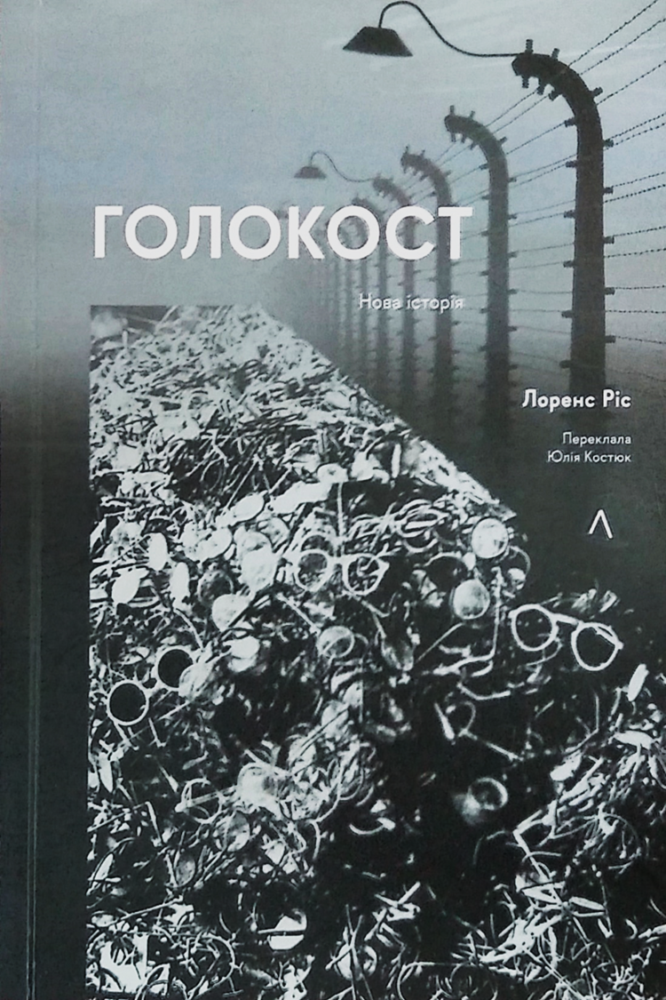 ГОЛОКОСТ
Нова історія
Лоренс Ріс
Переклала
Юлія Костюк